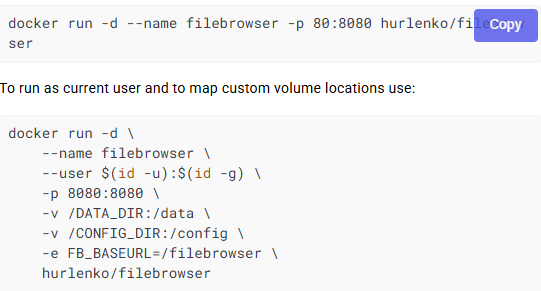 docker run -d --name filebrowser -p 80:8080 hurlenko/file
Copy
ser
To run as current user and to map custom volume locations use:
docker run -d \
    --name filebrowser \
    --user $(id -u):$(id -g) \
    -p 8080:8080 \
    -v /DATA_DIR:/data \
    -v /CONFIG_DIR:/config \
    -e FB_BASEURL=/filebrowser \
    hurlenko/filebrowser